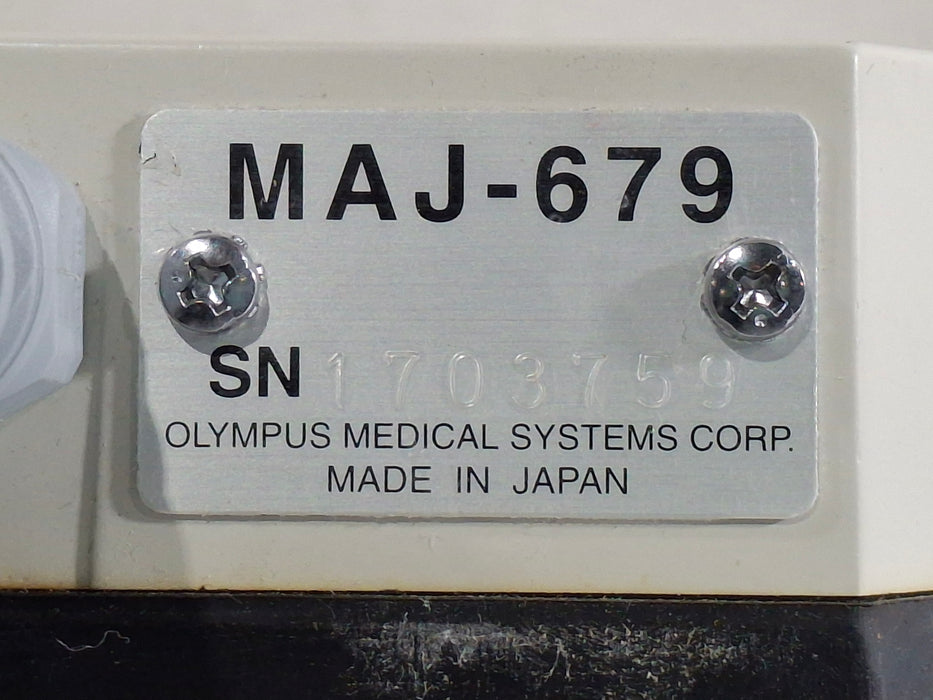 MAJ-679
SN 1703759
OLYMPUS MEDICAL SYSTEMS CORP.
MADE IN JAPAN